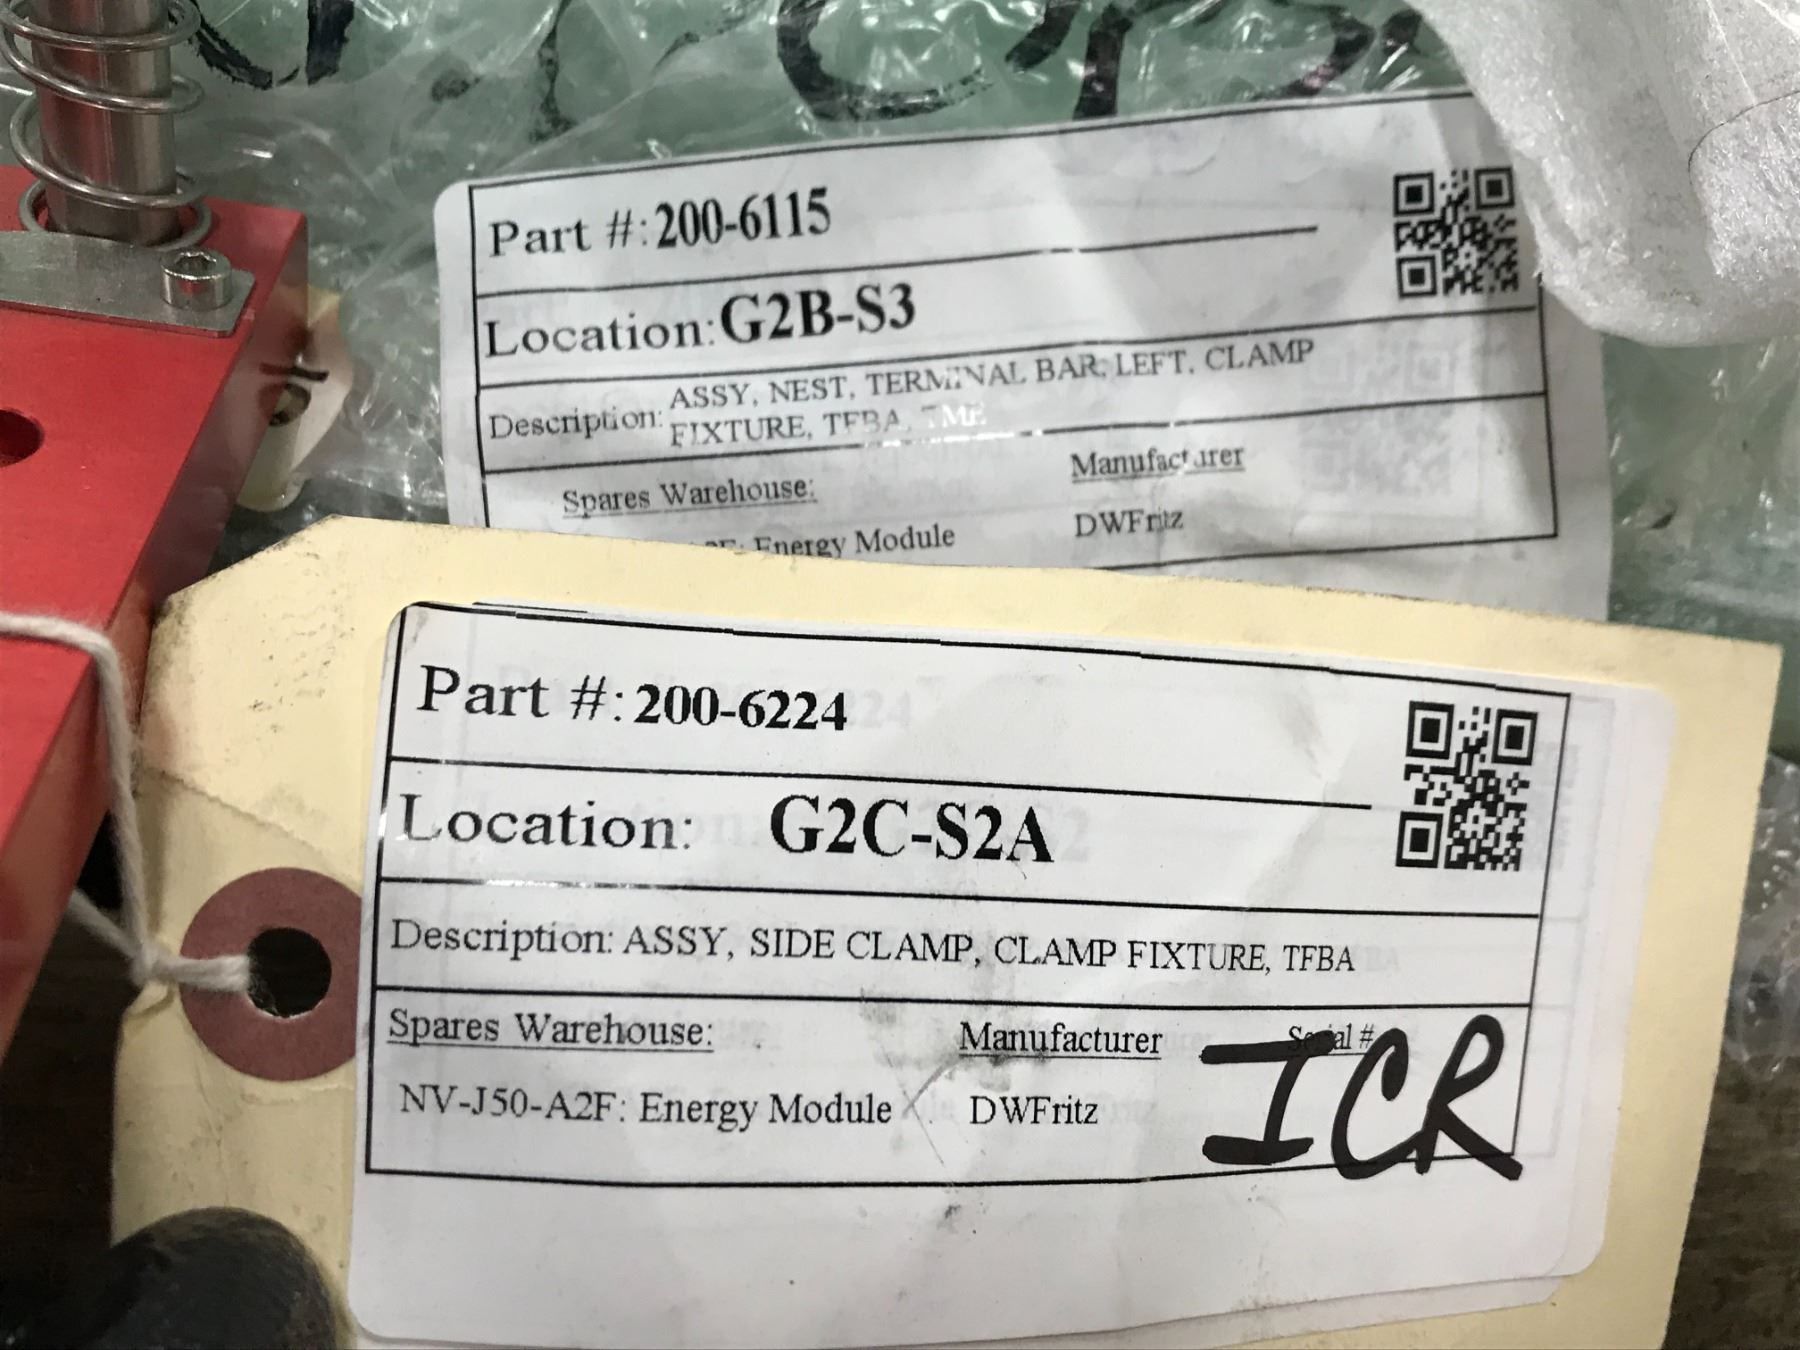 Part #: 200-6115
Location: G2B-S3
Description: ASSY, NEST, TERMINAL BAR, LEFT, CLAMP
FIXTURE, TFBA, TME
Spares Warehouse:
Manufacturer
Energy Module
DWFritz
Part #: 200-6224
Location: G2C-S2A
Description: ASSY, SIDE CLAMP, CLAMP FIXTURE, TFBA
Spares Warehouse:
Manufacturer
Serial #
NV-J50-A2F: Energy Module
DWFritz
ICR